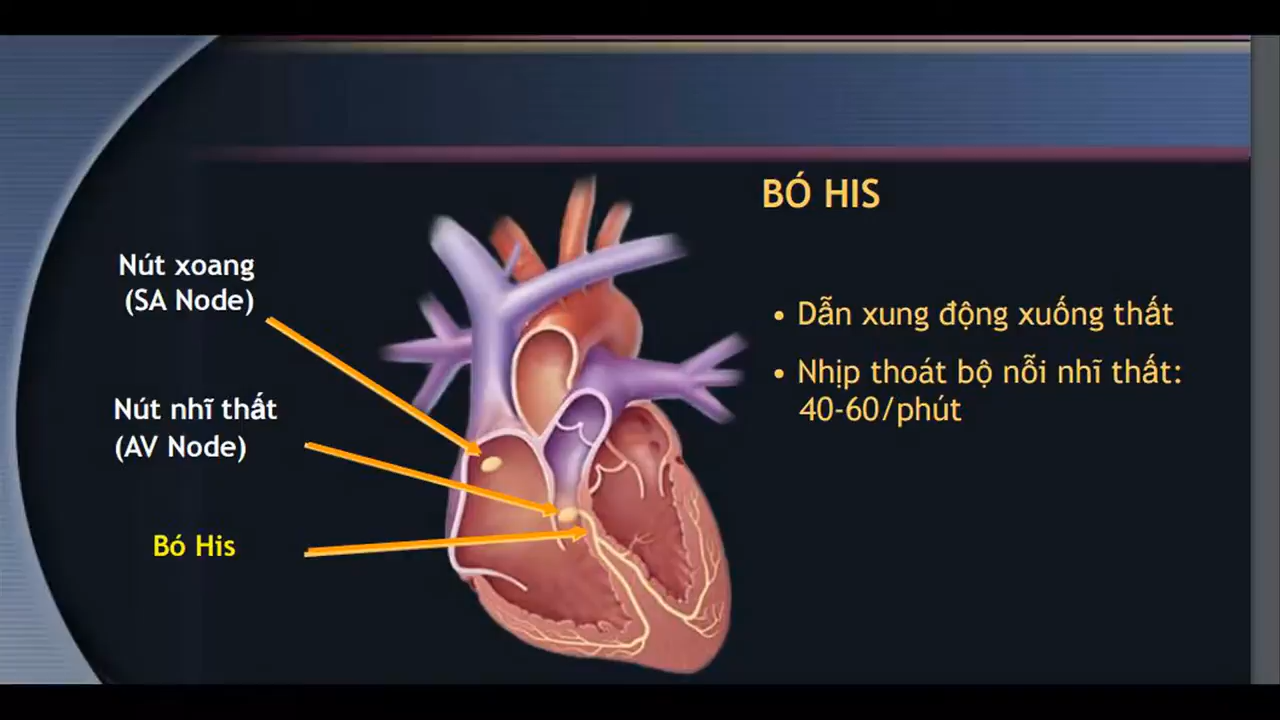 BÓ HIS
Nút xoang
(SA Node)
Nút nhĩ thất
(AV Node)
Bó His
• Dẫn xung động xuống thất
• Nhịp thoát bộ nỗi nhĩ thất:
40-60/phút